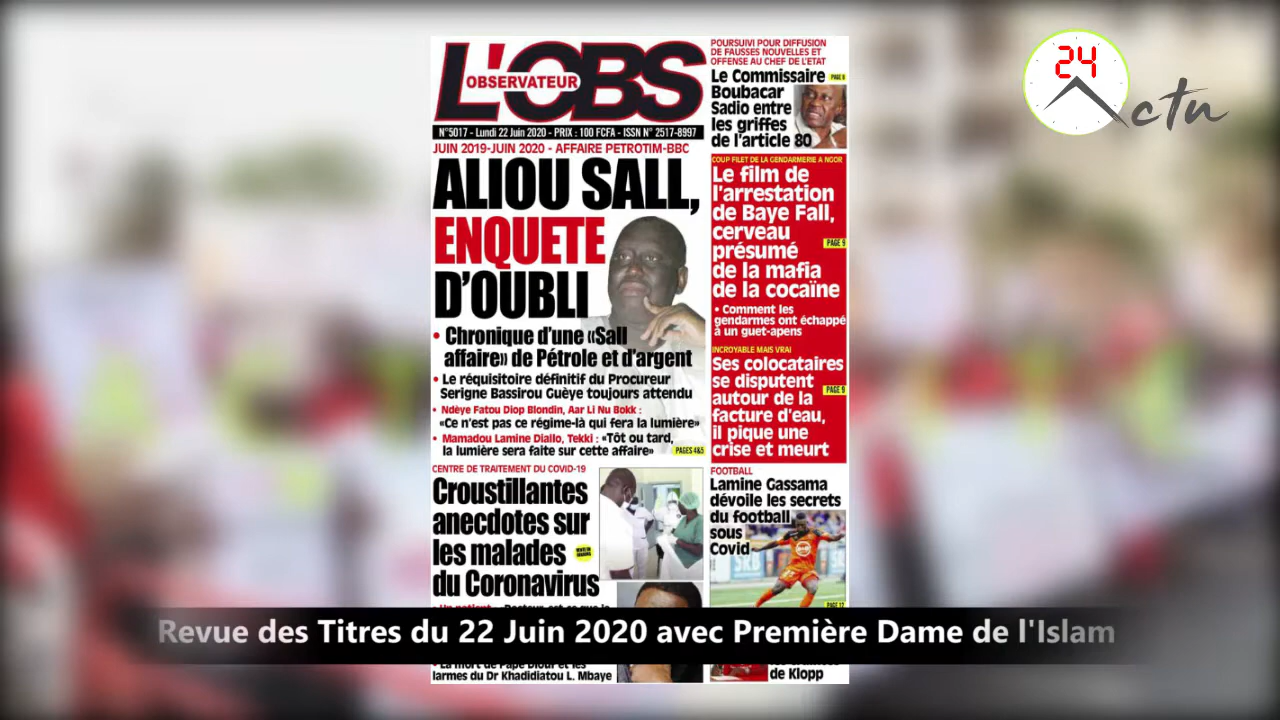 L'OBS
OBSERVATEUR
N°5017 - Lundi 22 Juin 2020 - PRIX : 100 FCFA - ISSN N° 2517-8997
JUIN 2019-JUIN 2020 - AFFAIRE PETROTIM-BBC
ALIOU SALL,
ENQUETE
D'OUBLI
• Chronique d'une «Sall
affaire» de Pétrole et d'argent
• Le réquisitoire définitif du Procureur
Serigne Bassirou Guèye toujours attendu
• Ndèye Fatou Diop Blondin, Aar Li Nu Bokk :
«Ce n'est pas ce régime-là qui fera la lumière»
• Mamadou Lamine Diallo, Tekki : «Tôt ou tard,
la lumière sera faite sur cette affaire»
PAGES 4&5
CENTRE DE TRAITEMENT DU COVID-19
Croustillantes
anecdotes sur
les malades
du Coronavirus
• La mort de Pape Diouf et les
larmes du Dr Khadidiatou L. Mbaye
POURSUIVI POUR DIFFUSION
DE FAUSSES NOUVELLES ET
OFFENSE AU CHEF DE L'ETAT
Le Commissaire
PAGE 8
Boubacar
Sadio entre
les griffes
de l'article 80
COUP FILET DE LA GENDARMERIE A NGOR
Le film de
l'arrestation
de Baye Fall,
cerveau
présumé
PAGE 9
de la mafia
de la cocaïne
• Comment les
gendarmes ont échappé
à un guet-apens
INCROYABLE MAIS VRAI
Ses colocataires
se disputent
PAGE 9
autour de la
facture d'eau,
il pique une
crise et meurt
FOOTBALL
Lamine Gassama
dévoile les secrets
du football
sous
Covid
PAGE 12
de Klopp
24
Actu
Revue des Titres du 22 Juin 2020 avec Première Dame de l'Islam